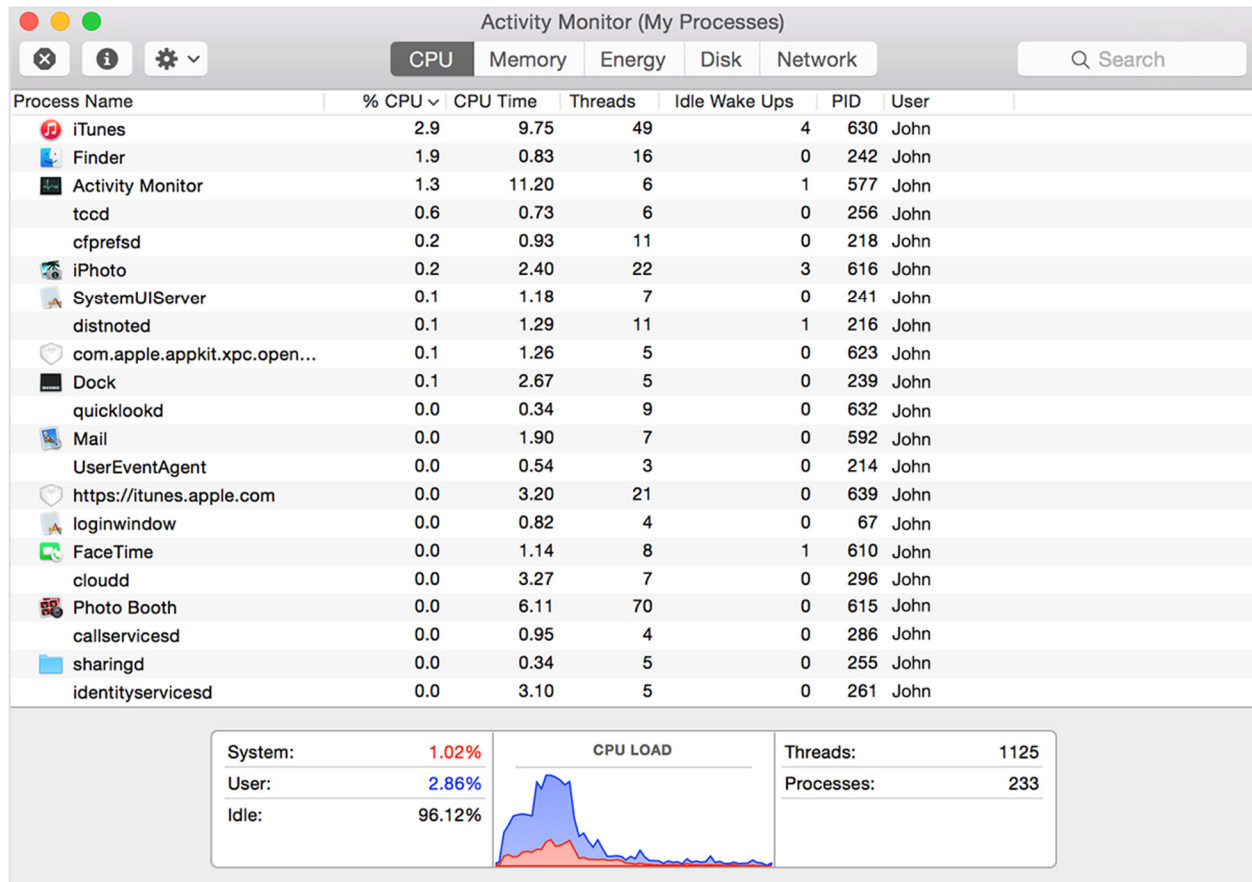 Activity Monitor (My Processes)
CPU Memory Energy Disk Network Search
Process Name % CPU CPU Time Threads Idle Wake Ups PID User
iTunes 2.9 9.75 49 4 630 John
Finder 1.9 0.83 16 0 242 John
Activity Monitor 1.3 11.20 6 1 577 John
tccd 0.6 0.73 6 0 256 John
cfprefsd 0.2 0.93 11 0 218 John
iPhoto 0.2 2.40 22 3 616 John
SystemUIServer 0.1 1.18 7 0 241 John
distnoted 0.1 1.29 11 1 216 John
com.apple.appkit.xpc.open... 0.1 1.26 5 0 623 John
Dock 0.1 2.67 5 0 239 John
quicklookd 0.0 0.34 9 0 632 John
Mail 0.0 1.90 7 0 592 John
UserEventAgent 0.0 0.54 3 0 214 John
https://itunes.apple.com 0.0 3.20 21 0 639 John
loginwindow 0.0 0.82 4 0 67 John
FaceTime 0.0 1.14 8 1 610 John
cloudd 0.0 3.27 7 0 296 John
Photo Booth 0.0 6.11 70 0 615 John
callservicesd 0.0 0.95 4 0 286 John
sharingd 0.0 0.34 5 0 255 John
identityservicesd 0.0 3.10 5 0 261 John
System: 1.02% CPU LOAD Threads: 1125
User: 2.86% Processes: 233
Idle: 96.12%